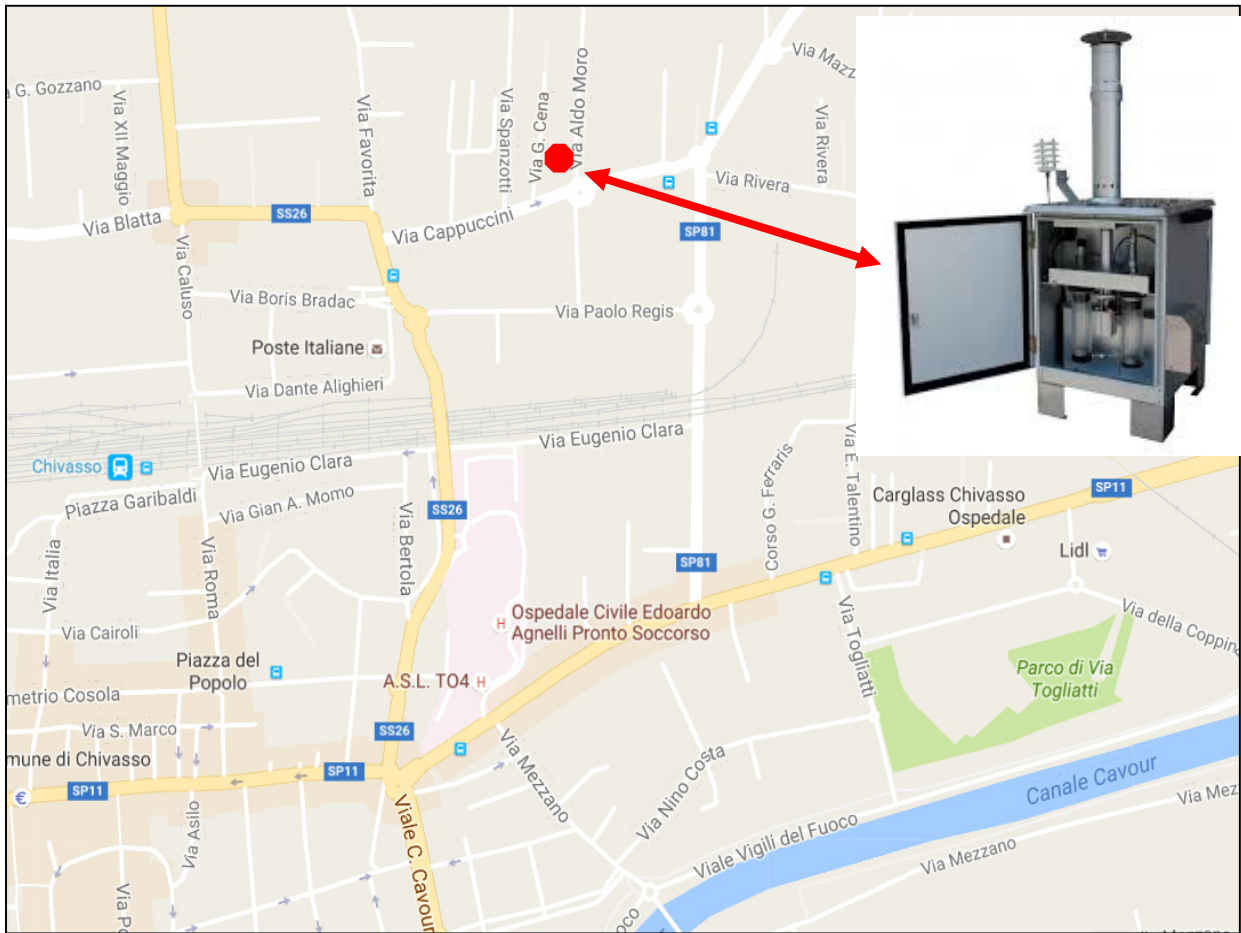 G. Gozzano
Via XII Maggio
Via Favorita
Via Spanzotti
Via G. Cena
Via Aldo Moro
Via Mazz
Via Rivera
Via Rivera
Via Blatta
SS26
Via Cappuccini
SP81
Via Caluso
Via Boris Bradac
Via Paolo Regis
Poste Italiane
Via Dante Alighieri
Via Eugenio Clara
Chivasso
Via Eugenio Clara
Piazza Garibaldi
Via Gian A. Momo
SS26
Via Bertola
Via Italia
Via Roma
Corso G. Ferraris
Via E. Talentino
Carglass Chivasso
Ospedale
SP11
Lidl
SP81
Ospedale Civile Edoardo
Agnelli Pronto Soccorso
H
Via Cairoli
Via Togliatti
Via della Coppina
Piazza del
Popolo
A.S.L. TO4
H
Parco di Via
Togliatti
metrio Cosola
Via S. Marco
SS26
mune di Chivasso
SP11
SP11
€
Via Asilo
Viale C. Cavour
Via Mezzano
Via Nino Costa
Canale Cavour
Via Mez
Viale Vigili del Fuoco
Via Mezzano
Via Po